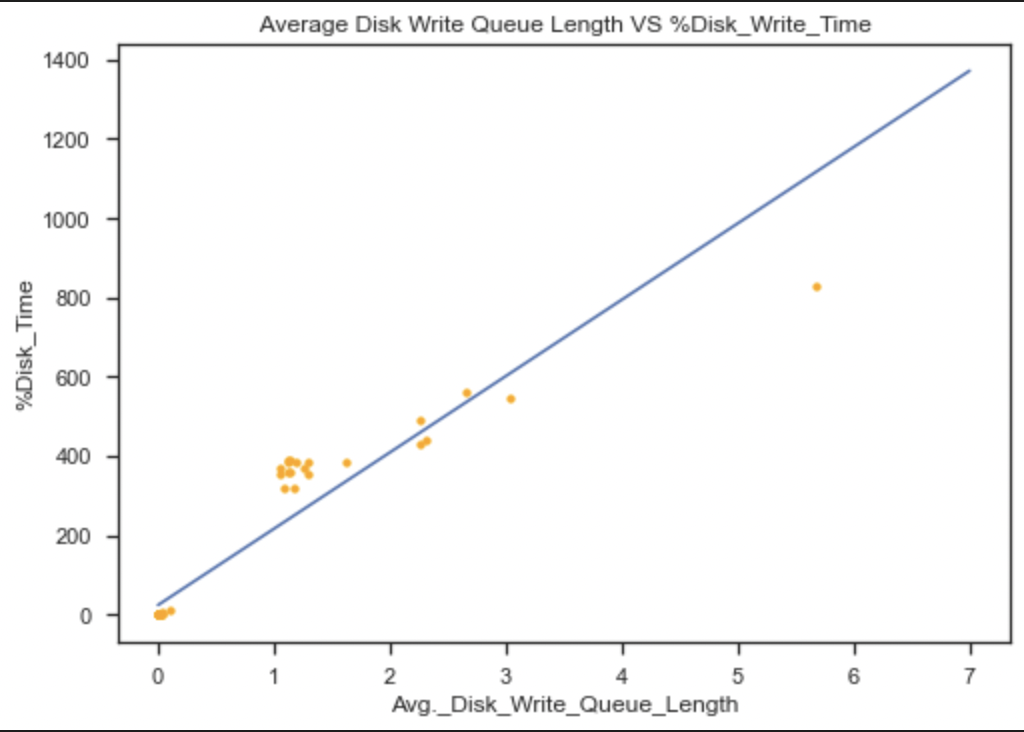 Average Disk Write Queue Length VS %Disk_Write_Time
1400
1200
1000
800
600
400
200
0
%Disk_Time
0 1 2 3 4 5 6 7
Avg._Disk_Write_Queue_Length